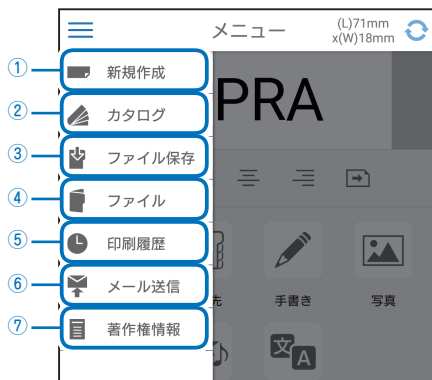 メニュー
(L)71mm
x(W)18mm
① 新規作成
PRA
② カタログ
③ ファイル保存
④ ファイル
⑤ 印刷履歴
先
手書き
写真
⑥ メール送信
文A
⑦ 著作権情報